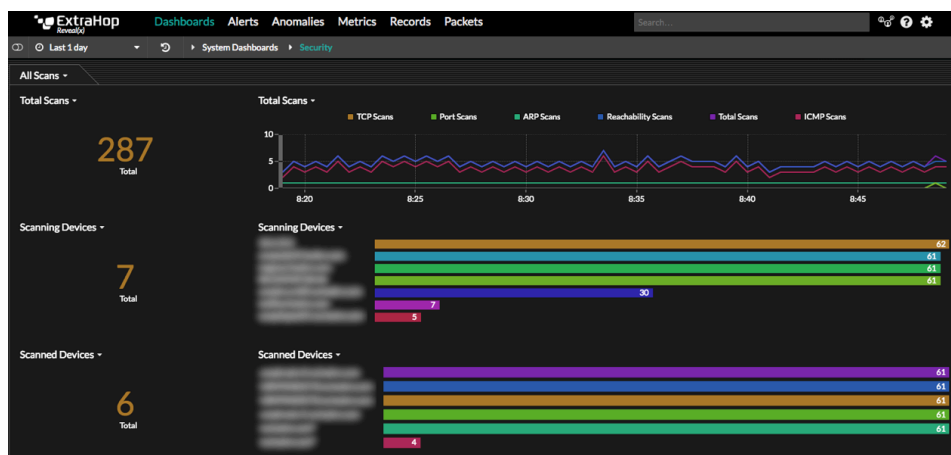 ExtraHop Dashboards Alerts Anomalies Metrics Records Packets Search...
Reveal(x)
Last 1 day System Dashboards Security
All Scans
Total Scans
287
Total
Total Scans
TCP Scans Port Scans ARP Scans Reachability Scans Total Scans ICMP Scans
10
5
0
8:20 8:25 8:30 8:35 8:40 8:45
Scanning Devices
7
Total
Scanning Devices
62
61
61
61
30
7
5
Scanned Devices
6
Total
Scanned Devices
61
61
61
61
61
4